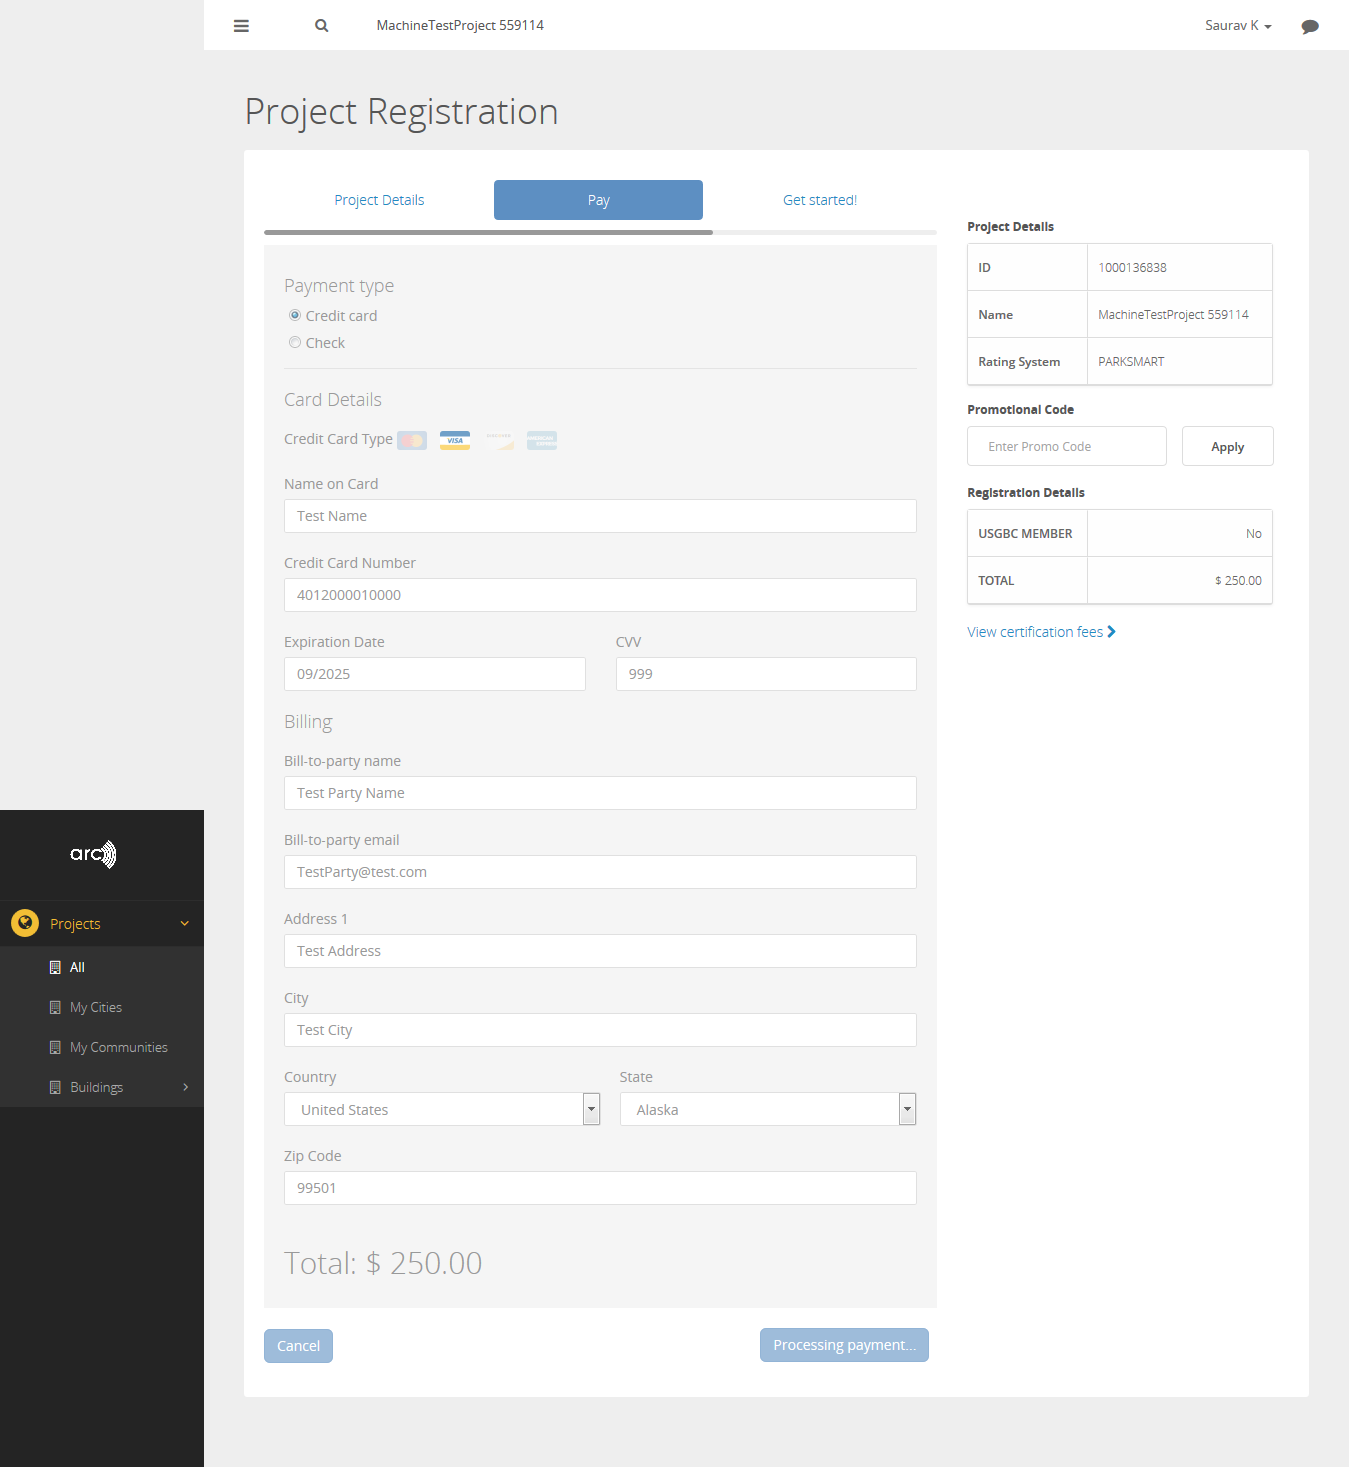 MachineTestProject 559114
Saurav K
Project Registration
Project Details
Pay
Get started!
Payment type
Credit card
Check
Card Details
Credit Card Type
VISA
DISCOVER
AMERICAN EXPRESS
Name on Card
Test Name
Credit Card Number
4012000010000
Expiration Date
CVV
09/2025
999
Billing
Bill-to-party name
Test Party Name
Bill-to-party email
TestParty@test.com
Address 1
Test Address
City
Test City
Country
State
United States
Alaska
Zip Code
99501
Total: $ 250.00
Cancel
Processing payment...
Project Details
ID
1000136838
Name
MachineTestProject 559114
Rating System
PARKSMART
Promotional Code
Enter Promo Code
Apply
Registration Details
USGBC MEMBER
No
TOTAL
$ 250.00
View certification fees
arc
Projects
All
My Cities
My Communities
Buildings